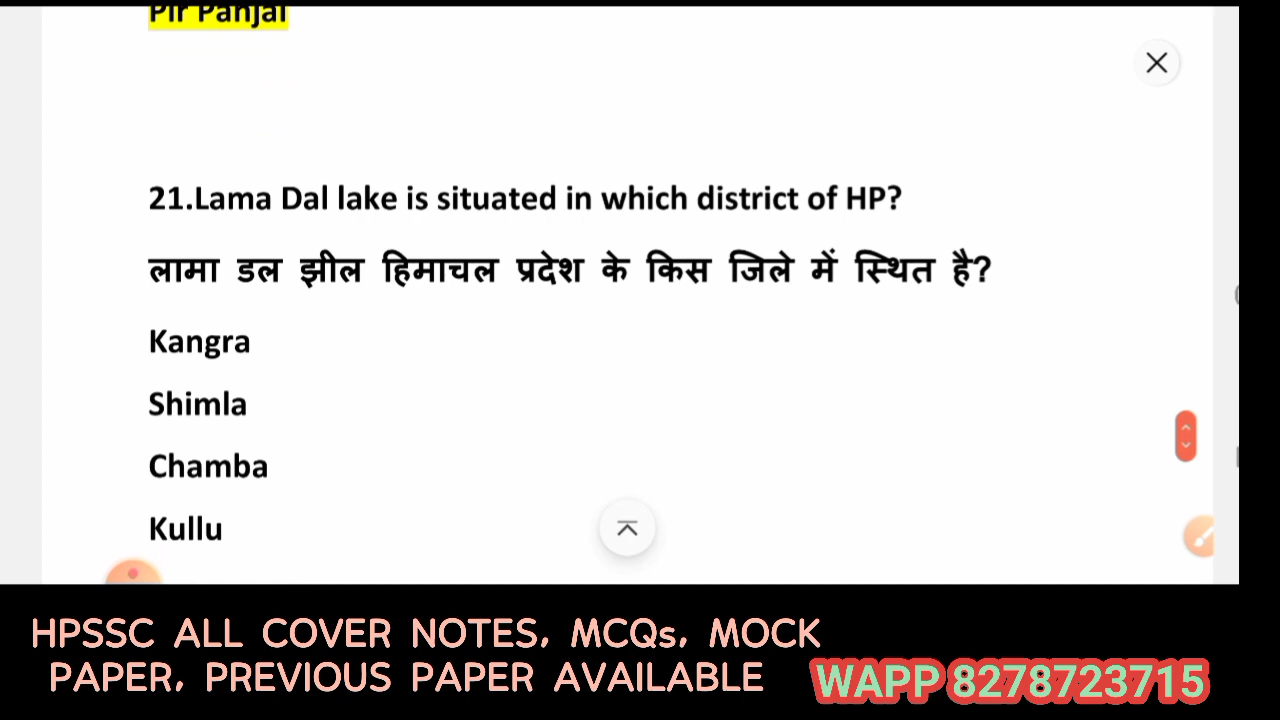 Pir Panjal
21.Lama Dal lake is situated in which district of HP?
लामा डल झील हिमाचल प्रदेश के किस जिले में स्थित है?
Kangra
Shimla
Chamba
Kullu
HPSSC ALL COVER NOTES, MCQs, MOCK
PAPER, PREVIOUS PAPER AVAILABLE
WAPP 8278723715